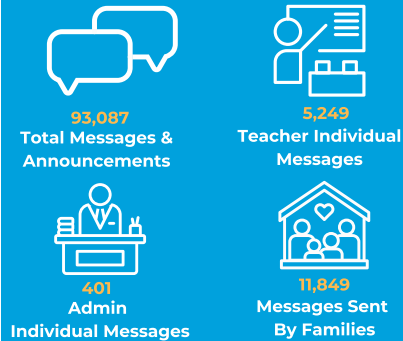 93,087
Total Messages &
Announcements
5,249
Teacher Individual
Messages
401
Admin
Individual Messages
11,849
Messages Sent
By Families